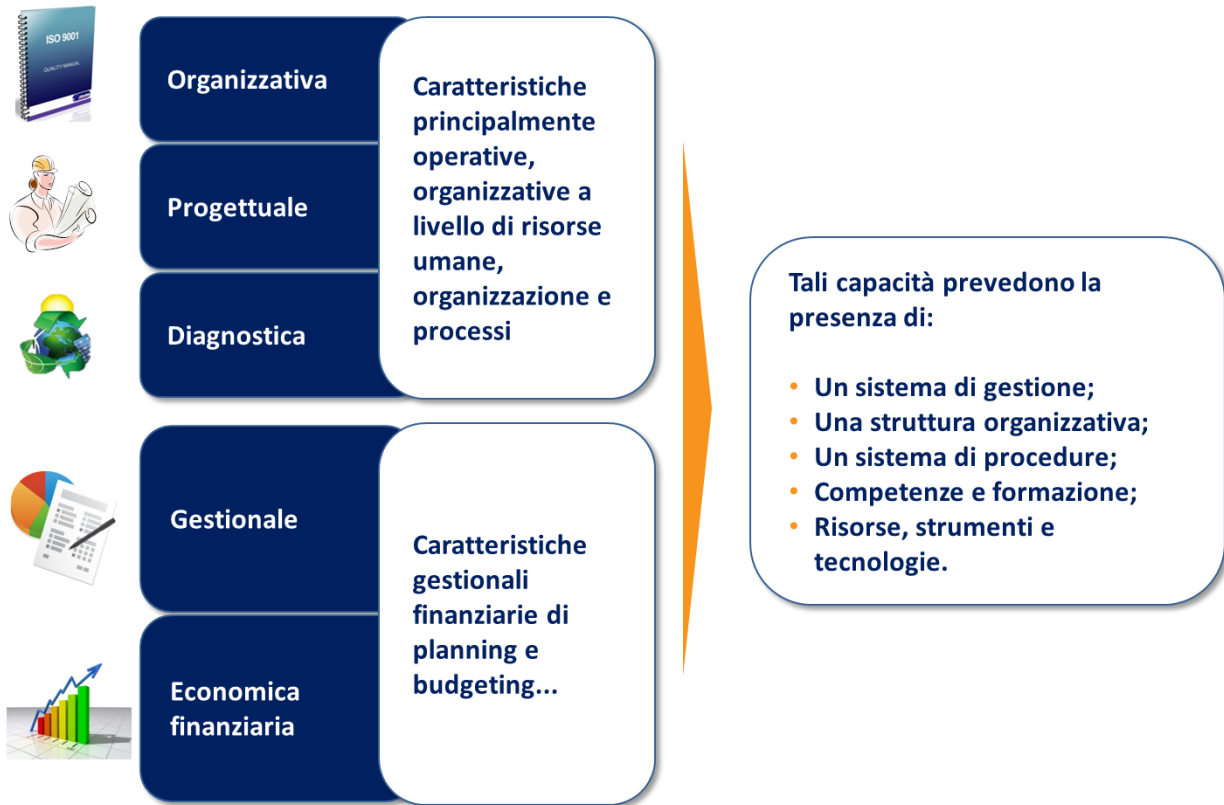 ISO 9001
QUALITY MANUAL
Organizzativa
Progettuale
Diagnostica
Caratteristiche
principalmente
operative,
organizzative a
livello di risorse
umane,
organizzazione e
processi
Gestionale
Economica
finanziaria
Caratteristiche
gestionali
finanziarie di
planning e
budgeting...
Tali capacità prevedono la
presenza di:
• Un sistema di gestione;
• Una struttura organizzativa;
• Un sistema di procedure;
• Competenze e formazione;
• Risorse, strumenti e
tecnologie.